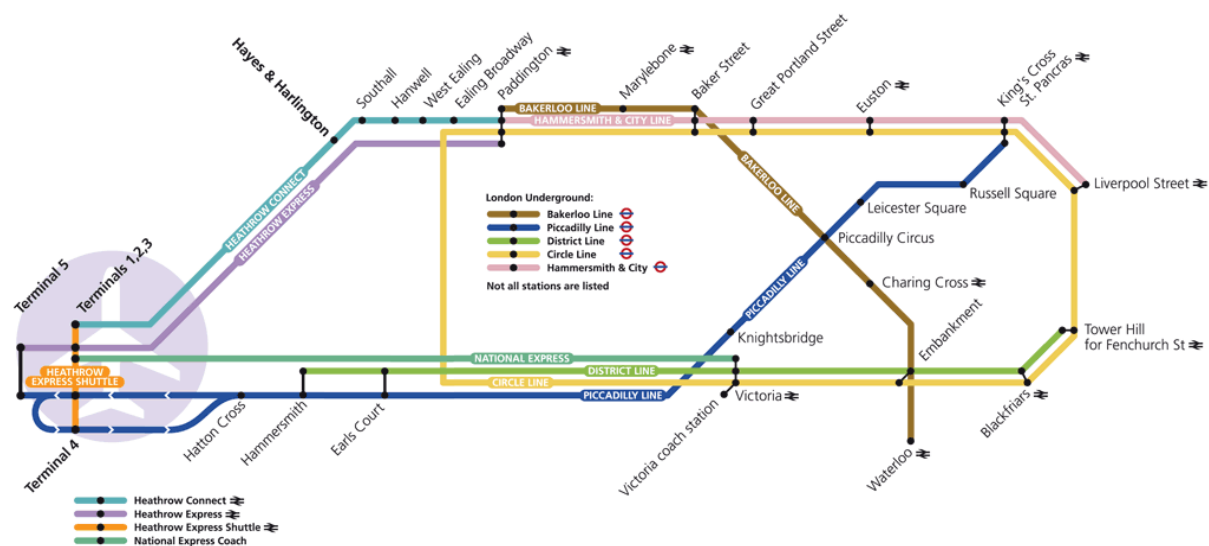 Hayes & Harlington
Southall
Hanwell
West Ealing
Ealing Broadway
Paddington
Marylebone
Baker Street
Great Portland Street
Euston
King's Cross
St. Pancras
BAKERLOO LINE
HAMMERSMITH & CITY LINE
HEATHROW CONNECT
HEATHROW EXPRESS
BAKERLOO LINE
Liverpool Street
Russell Square
Leicester Square
Piccadilly Circus
Charing Cross
PICCADILLY LINE
London Underground:
Bakerloo Line
Piccadilly Line
District Line
Circle Line
Hammersmith & City
Not all stations are listed
Terminal 5
Terminals 1,2,3
Knightsbridge
Embankment
Tower Hill
for Fenchurch St
NATIONAL EXPRESS
HEATHROW
EXPRESS SHUTTLE
DISTRICT LINE
CIRCLE LINE
PICCADILLY LINE
Terminal 4
Hatton Cross
Hammersmith
Earls Court
Victoria coach station
Victoria
Waterloo
Blackfriars
Heathrow Connect
Heathrow Express
Heathrow Express Shuttle
National Express Coach